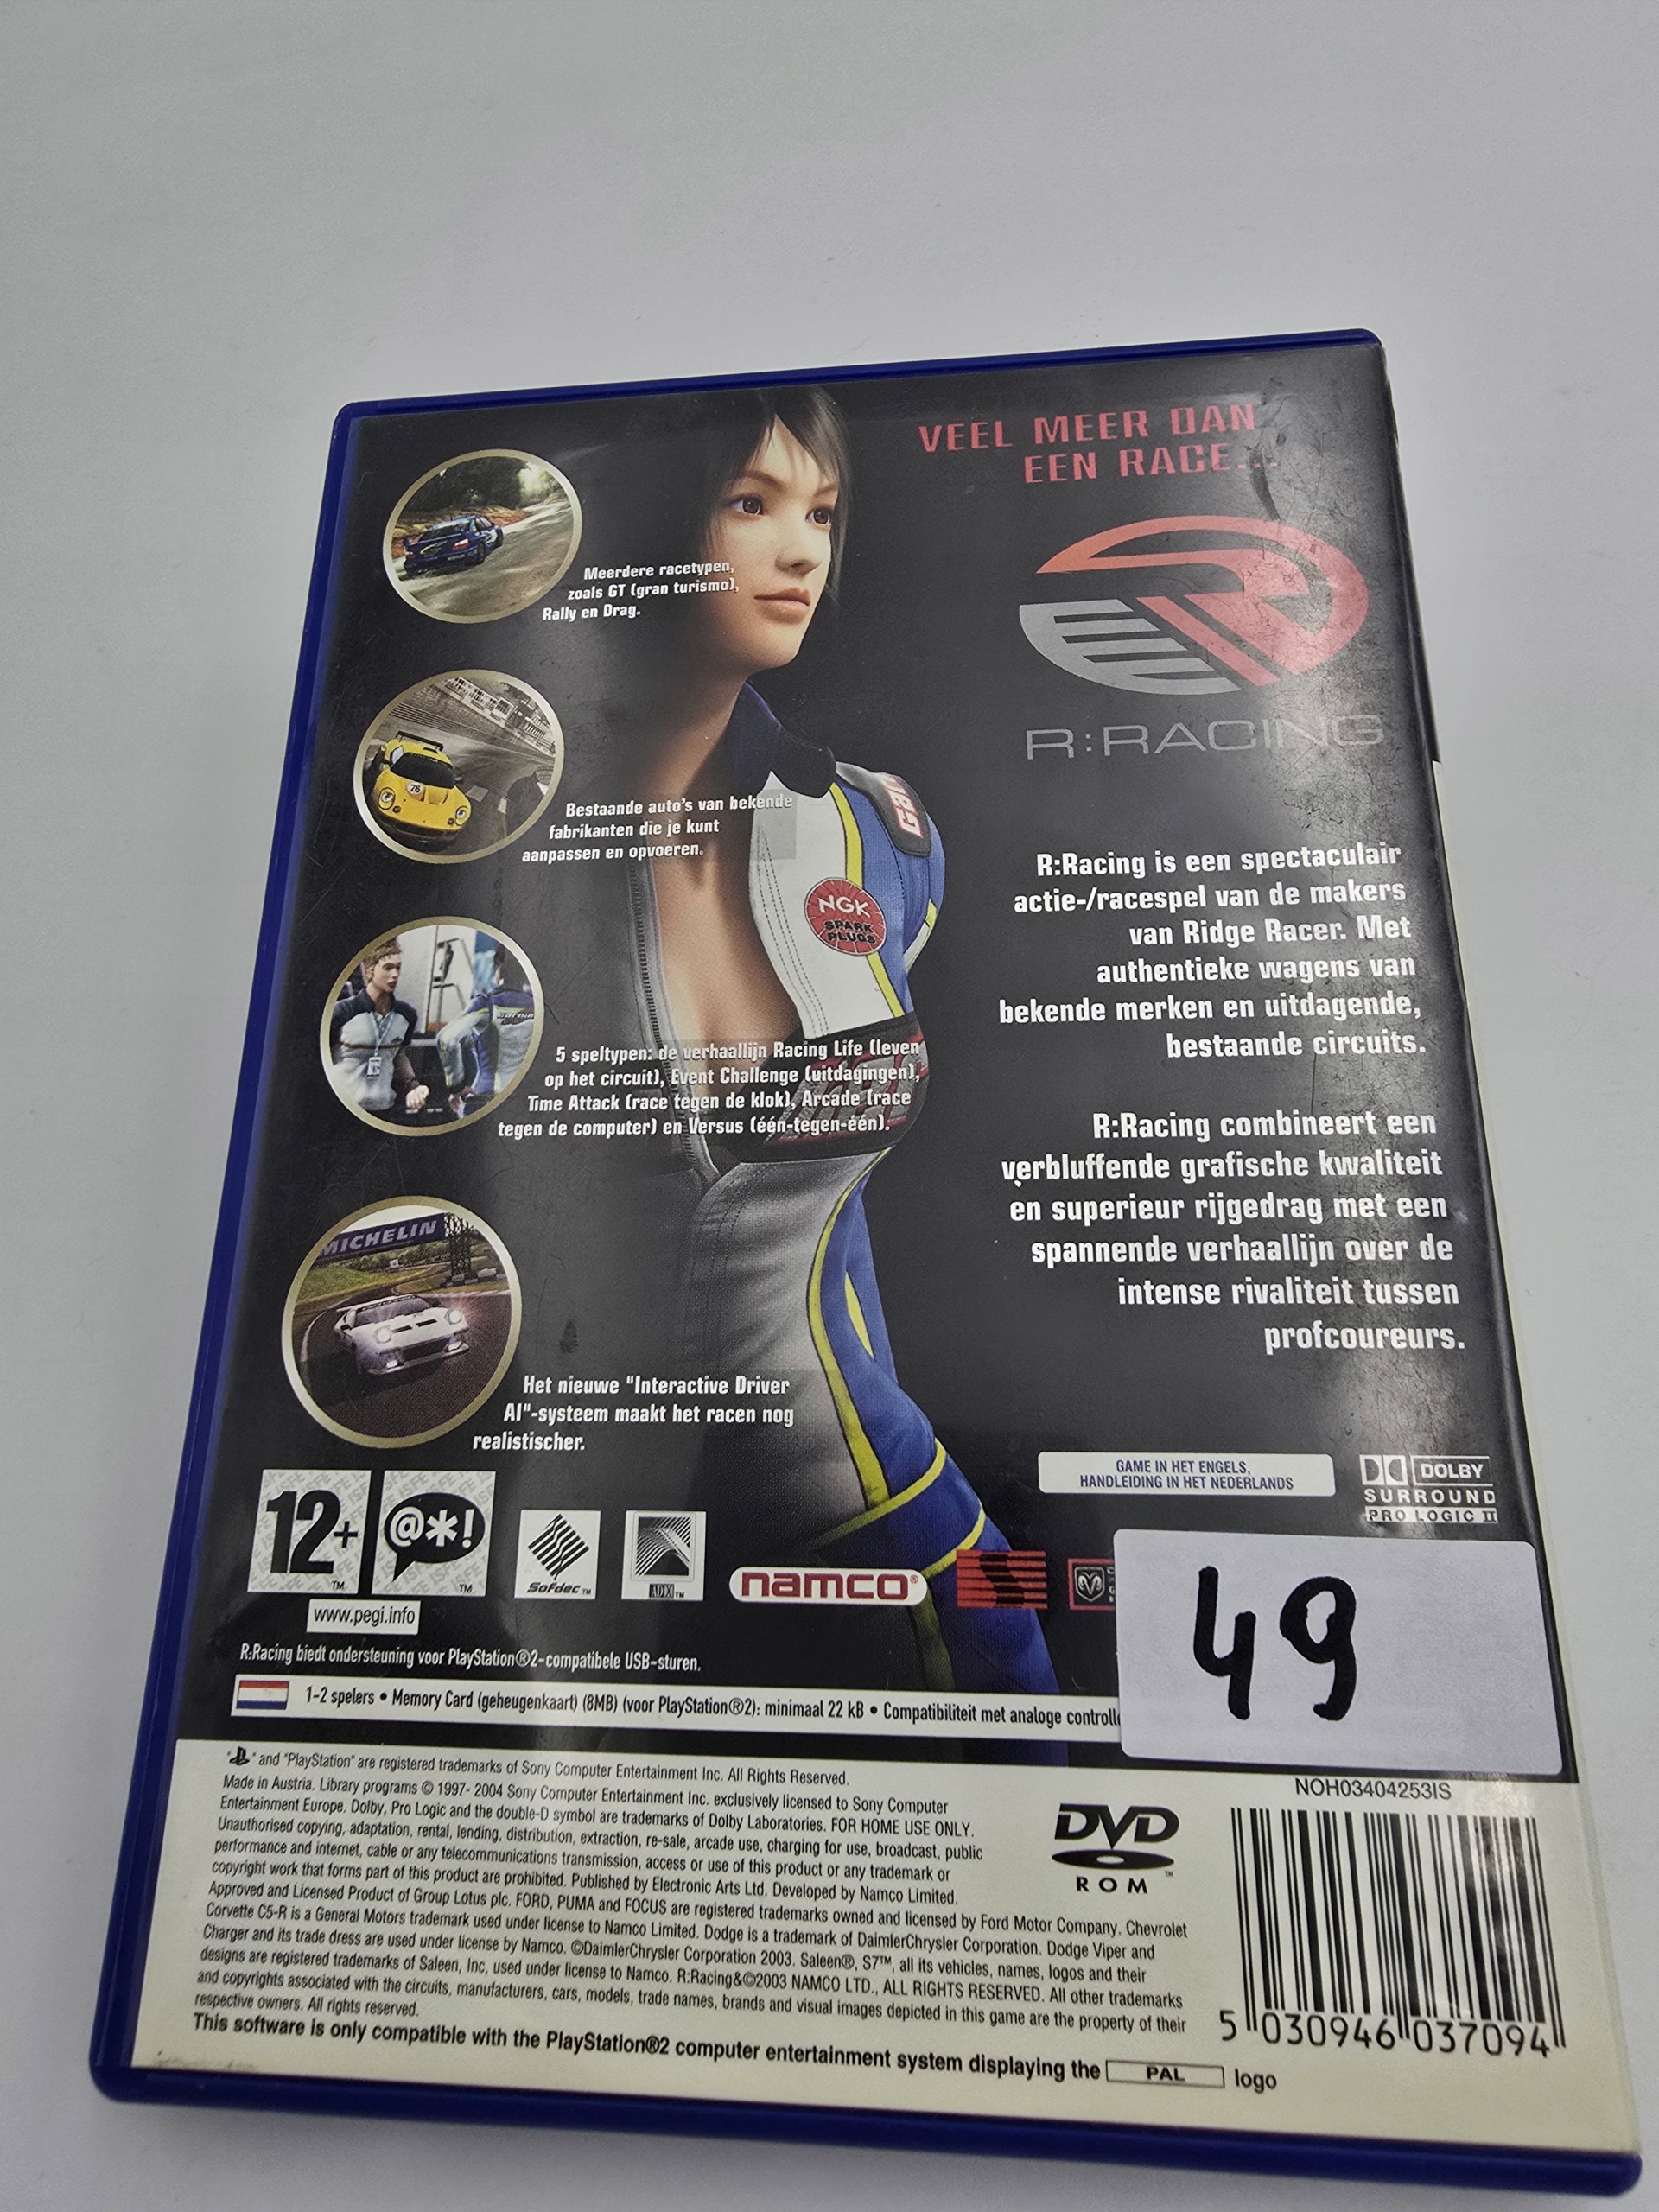 VEEL MEER DAN
EEN RACE...
R:RACING
Meerdere racetypen,
zoals GT (gran turismo),
Rally en Drag.
76
Bestaande auto's van bekende
fabrikanten die je kunt
aanpassen en opvoeren.
NGK
SPARK
PLUGS
5 speltypen: de verhaallijn Racing Life (leven
op het circuit), Event Challenge (uitdagingen),
Time Attack (race tegen de klok), Arcade (race
tegen de computer) en Versus (één-tegen-één).
MICHELIN
Het nieuwe "Interactive Driver
AI"-systeem maakt het racen nog
realistischer.
R:Racing is een spectaculair
actie-/racespel van de makers
van Ridge Racer. Met
authentieke wagens van
bekende merken en uitdagende,
bestaande circuits.
R:Racing combineert een
verbluffende grafische kwaliteit
en superieur rijgedrag met een
spannende verhaallijn over de
intense rivaliteit tussen
profcoureurs.
GAME IN HET ENGELS,
HANDLEIDING IN HET NEDERLANDS
DOLBY
SURROUND
PRO LOGIC II
12+ ™
@*! ™
Sofdec™
ADX™
namco®
49
www.pegi.info
R:Racing biedt ondersteuning voor PlayStation®2-compatibele USB-sturen.
1-2 spelers • Memory Card (geheugenkaart) (8MB) (voor PlayStation®2): minimaal 22 kB • Compatibiliteit met analoge controlle
" " and "PlayStation" are registered trademarks of Sony Computer Entertainment Inc. All Rights Reserved.
Made in Austria. Library programs © 1997- 2004 Sony Computer Entertainment Inc. exclusively licensed to Sony Computer
Entertainment Europe. Dolby, Pro Logic and the double-D symbol are trademarks of Dolby Laboratories. FOR HOME USE ONLY.
Unauthorised copying, adaptation, rental, lending, distribution, extraction, re-sale, arcade use, charging for use, broadcast, public
performance and internet, cable or any telecommunications transmission, access or use of this product or any trademark or
copyright work that forms part of this product are prohibited. Published by Electronic Arts Ltd. Developed by Namco Limited.
Approved and Licensed Product of Group Lotus plc. FORD, PUMA and FOCUS are registered trademarks owned and licensed by Ford Motor Company. Chevrolet
Corvette C5-R is a General Motors trademark used under license to Namco Limited. Dodge is a trademark of DaimlerChrysler Corporation. Dodge Viper and
Charger and its trade dress are used under license by Namco. ©DaimlerChrysler Corporation 2003. Saleen®, S7™, all its vehicles, names, logos and their
designs are registered trademarks of Saleen, Inc, used under license to Namco. R:Racing&©2003 NAMCO LTD., ALL RIGHTS RESERVED. All other trademarks
and copyrights associated with the circuits, manufacturers, cars, models, trade names, brands and visual images depicted in this game are the property of their
respective owners. All rights reserved.
This software is only compatible with the PlayStation®2 computer entertainment system displaying the PAL logo
DVD™
ROM
NOH03404253IS
5 030946 037094